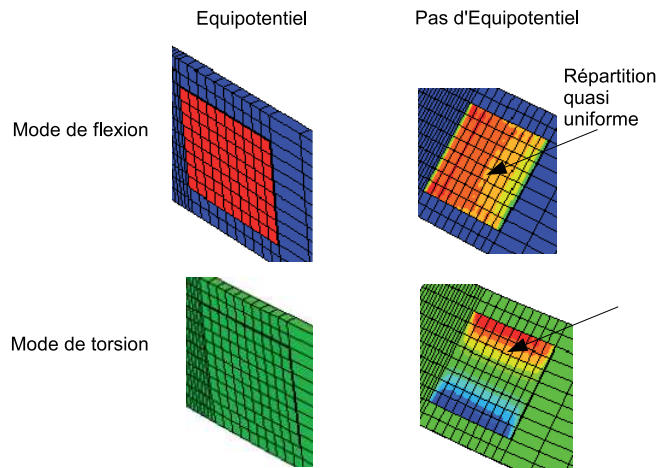 Equipotentiel
Pas d'Equipotentiel
Mode de flexion
Répartition
quasi
uniforme
Mode de torsion